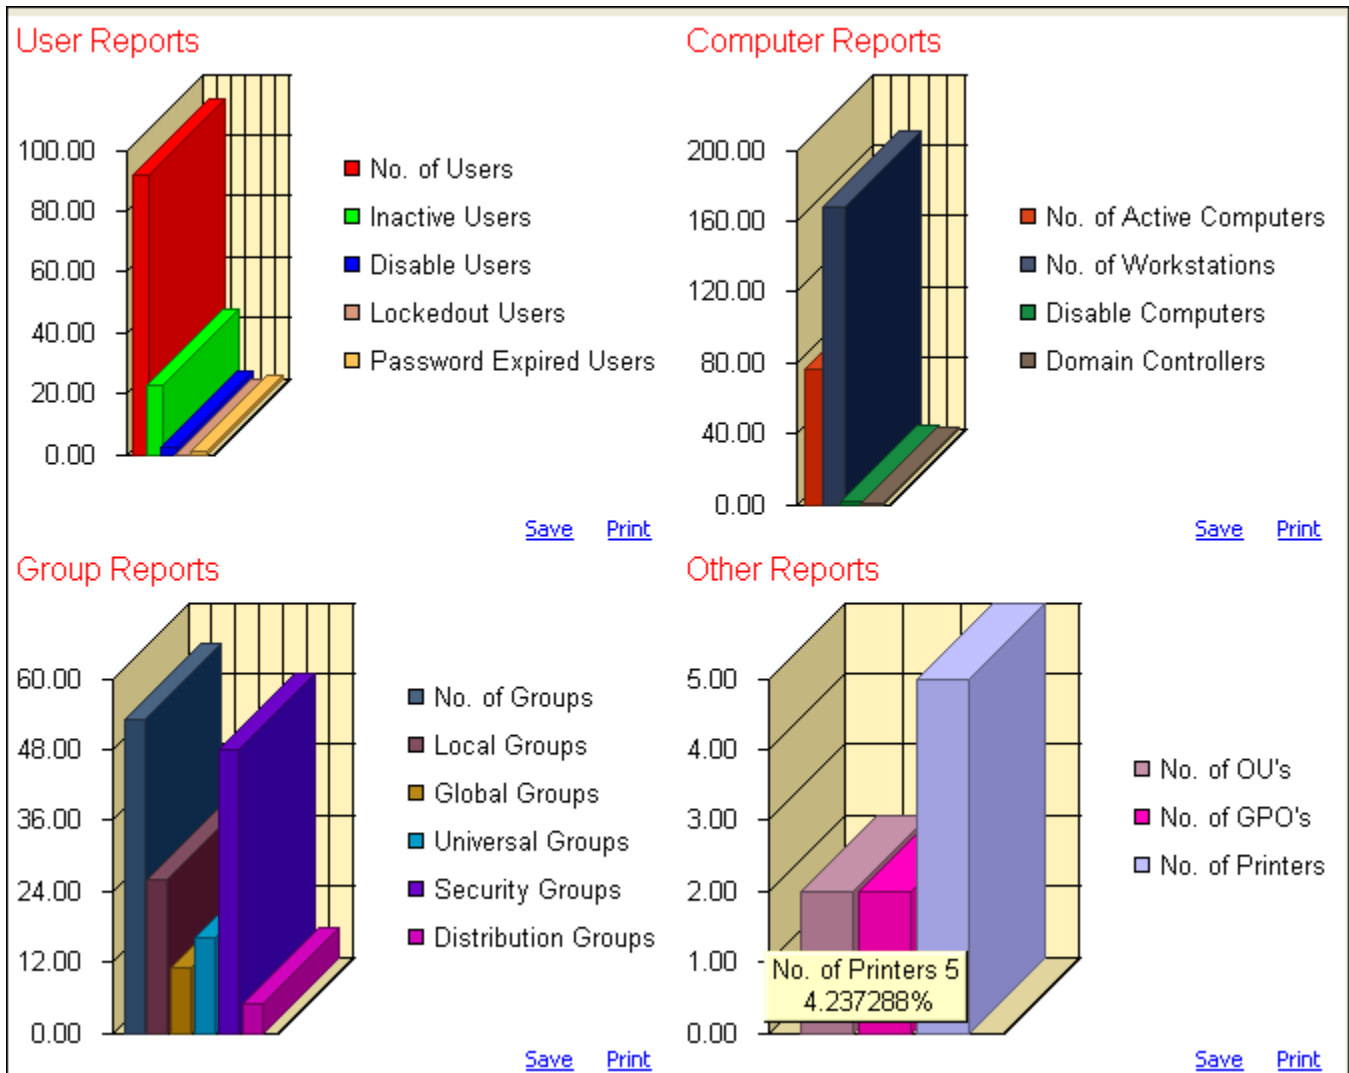 User Reports
100.00
80.00
60.00
40.00
20.00
0.00
No. of Users
Inactive Users
Disable Users
Lockedout Users
Password Expired Users
Save Print
Computer Reports
200.00
160.00
120.00
80.00
40.00
0.00
No. of Active Computers
No. of Workstations
Disable Computers
Domain Controllers
Save Print
Group Reports
60.00
48.00
36.00
24.00
12.00
0.00
No. of Groups
Local Groups
Global Groups
Universal Groups
Security Groups
Distribution Groups
Save Print
Other Reports
5.00
4.00
3.00
2.00
1.00
0.00
No. of Printers 5
4.237288%
No. of OU's
No. of GPO's
No. of Printers
Save Print